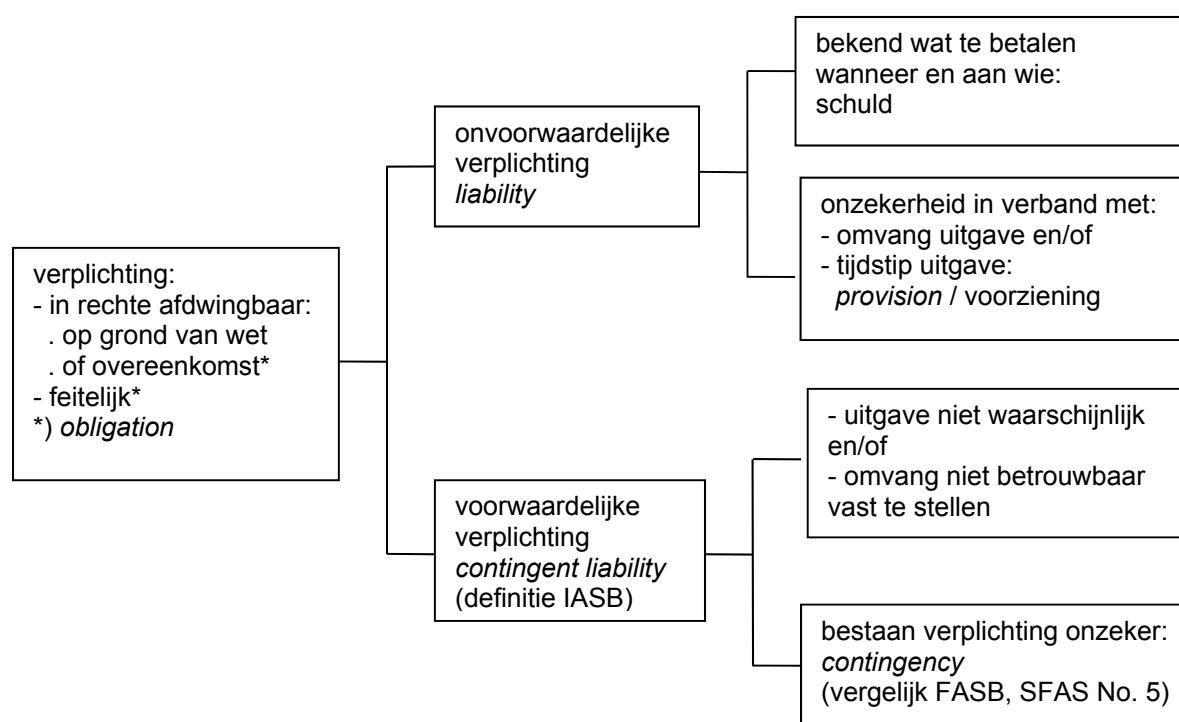 verplichting:
- in rechte afdwingbaar:
. op grond van wet
. of overeenkomst*
- feitelijk*
*) obligation
onvoorwaardelijke
verplichting
liability
bekend wat te betalen
wanneer en aan wie:
schuld
onzekerheid in verband met:
- omvang uitgave en/of
- tijdstip uitgave:
provision / voorziening
voorwaardelijke
verplichting
contingent liability
(definitie IASB)
- uitgave niet waarschijnlijk
en/of
- omvang niet betrouwbaar
vast te stellen
bestaan verplichting onzeker:
contingency
(vergelijk FASB, SFAS No. 5)